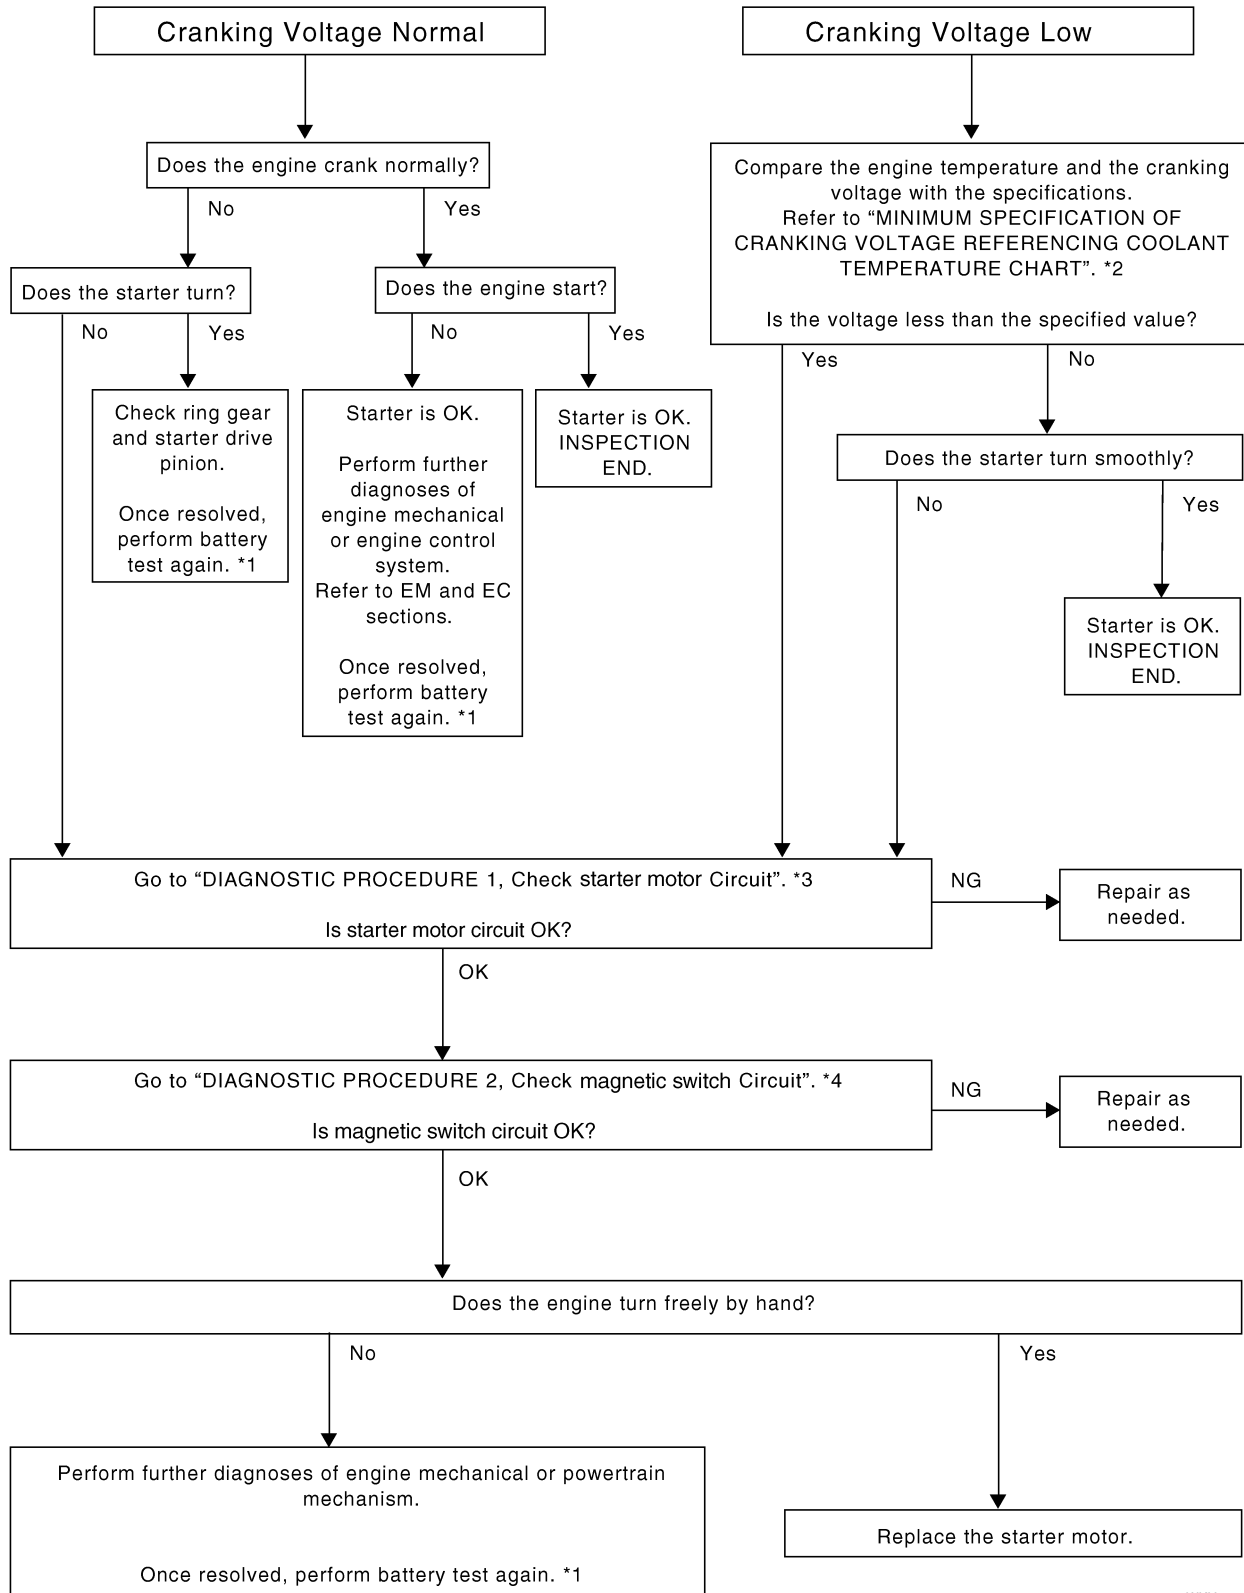 Cranking Voltage Normal
Cranking Voltage Low
Does the engine crank normally?
No
Yes
Does the starter turn?
No
Yes
Does the engine start?
No
Yes
Check ring gear
and starter drive
pinion.
Once resolved,
perform battery
test again. *1
Starter is OK.
Perform further
diagnoses of
engine mechanical
or engine control
system.
Refer to EM and EC
sections.
Once resolved,
perform battery
test again. *1
Starter is OK.
INSPECTION
END.
Compare the engine temperature and the cranking
voltage with the specifications.
Refer to “MINIMUM SPECIFICATION OF
CRANKING VOLTAGE REFERENCING COOLANT
TEMPERATURE CHART”. *2
Is the voltage less than the specified value?
Yes
No
Does the starter turn smoothly?
No
Yes
Starter is OK.
INSPECTION
END.
Go to “DIAGNOSTIC PROCEDURE 1, Check starter motor Circuit”. *3
Is starter motor circuit OK?
NG
Repair as
needed.
OK
Go to “DIAGNOSTIC PROCEDURE 2, Check magnetic switch Circuit”. *4
Is magnetic switch circuit OK?
NG
Repair as
needed.
OK
Does the engine turn freely by hand?
No
Yes
Perform further diagnoses of engine mechanical or powertrain
mechanism.
Once resolved, perform battery test again. *1
Replace the starter motor.